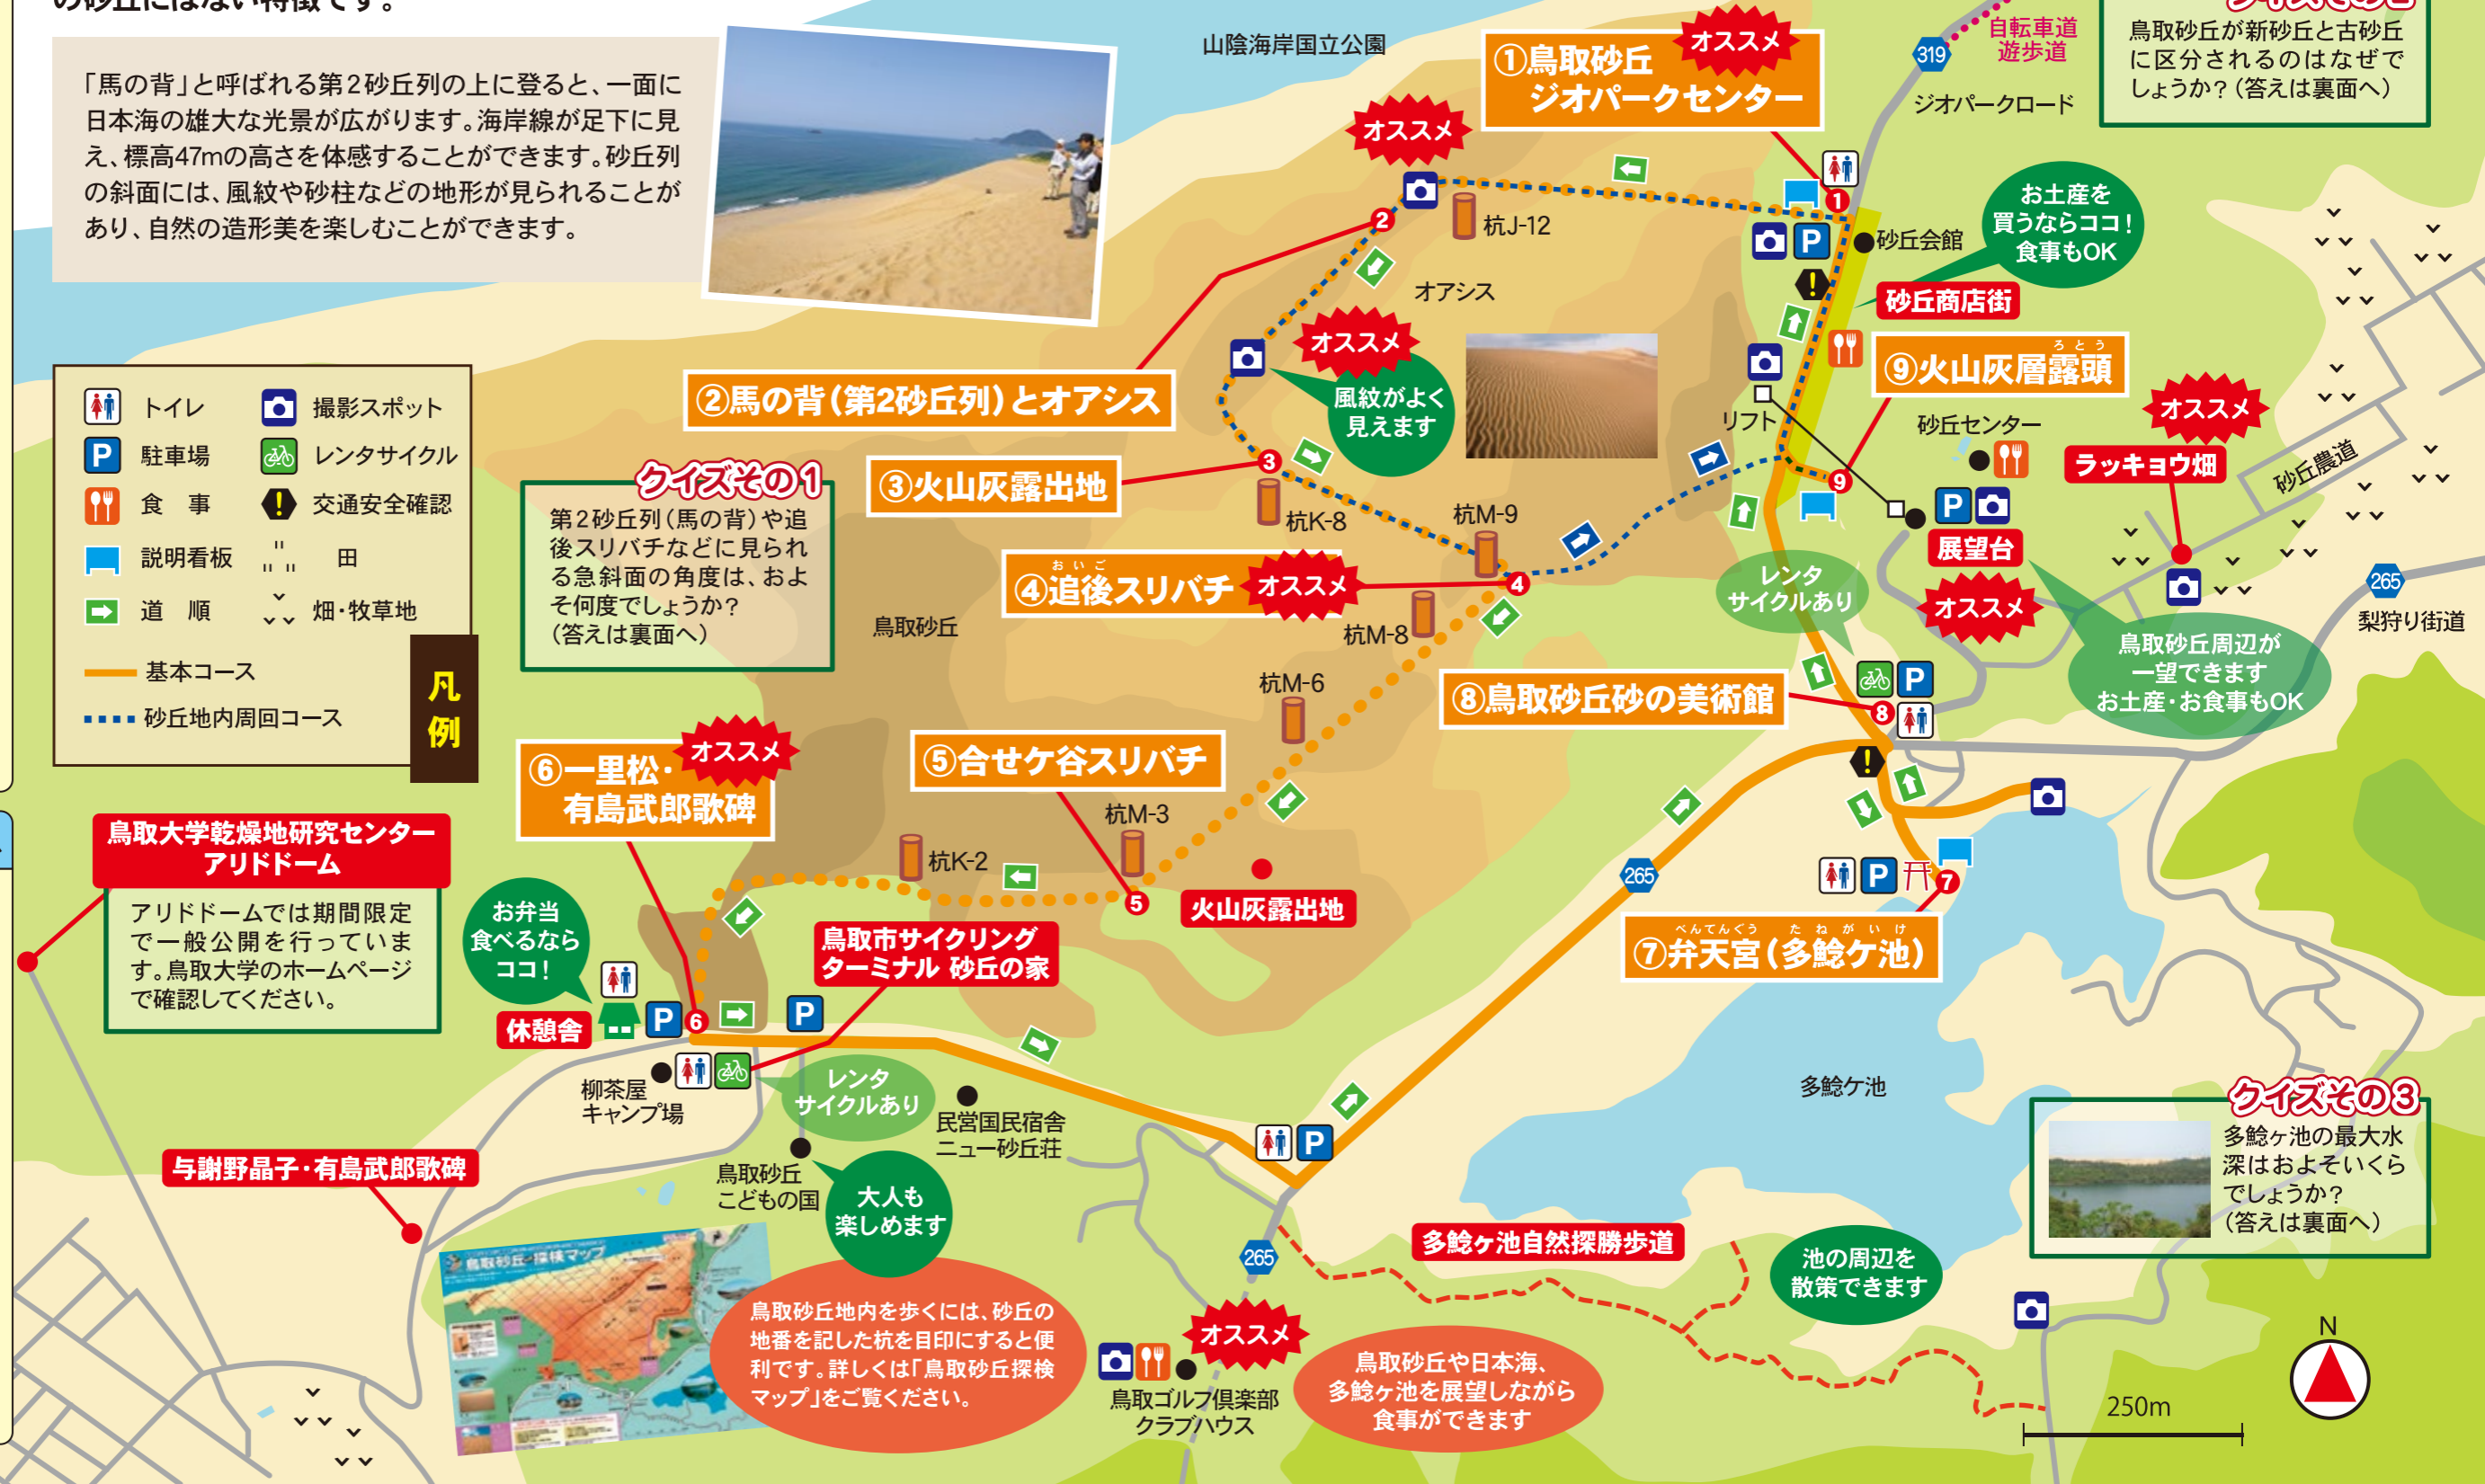 の砂丘にはない特徴です。
「馬の背」と呼ばれる第2砂丘列の上に登ると、一面に
日本海の雄大な光景が広がります。海岸線が足下に見
え、標高47mの高さを体感することができます。砂丘列
の斜面には、風紋や砂柱などの地形が見られることが
あり、自然の造形美を楽しむことができます。
山陰海岸国立公園
①鳥取砂丘
ジオパークセンター
オススメ
319
自転車道
遊歩道
ジオパークロード
鳥取砂丘が新砂丘と古砂丘
に区分されるのはなぜで
しょうか？（答えは裏面へ）
オススメ
2
杭J-12
1
P
砂丘会館
お土産を
買うならココ！
食事もOK
オアシス
砂丘商店街
オススメ
風紋がよく
見えます
②馬の背（第2砂丘列）とオアシス
ろとう
⑨火山灰層露頭
リフト
砂丘センター
オススメ
ラッキョウ畑
砂丘農道
トイレ
撮影スポット
P
駐車場
レンタサイクル
食　事
交通安全確認
説明看板
田
道　順
畑・牧草地
基本コース
砂丘地内周回コース
凡例
クイズその1
第2砂丘列（馬の背）や追
後スリバチなどに見られ
る急斜面の角度は、およ
そ何度でしょうか？
（答えは裏面へ）
③火山灰露出地
3
杭K-8
杭M-9
9
P
展望台
オススメ
おいご
④追後スリバチ
オススメ
4
鳥取砂丘
杭M-8
レンタ
サイクルあり
265
梨狩り街道
鳥取砂丘周辺が
一望できます
お土産・お食事もOK
杭M-6
⑧鳥取砂丘砂の美術館
P
8
⑥一里松・
有島武郎歌碑
オススメ
⑤合せケ谷スリバチ
杭M-3
杭K-2
5
火山灰露出地
鳥取大学乾燥地研究センター
アリドドーム
アリドドームでは期間限定
で一般公開を行っていま
す。鳥取大学のホームページ
で確認してください。
お弁当
食べるなら
ココ！
休憩舎
P
6
P
鳥取市サイクリング
ターミナル 砂丘の家
265
P
7
べんてんぐう　たねがいけ
⑦弁天宮（多鯰ケ池）
柳茶屋
キャンプ場
レンタ
サイクルあり
民営国民宿舎
ニュー砂丘荘
鳥取砂丘
こどもの国
大人も
楽しめます
P
多鯰ケ池
クイズその3
多鯰ヶ池の最大水
深はおよそいくら
でしょうか？
（答えは裏面へ）
与謝野晶子・有島武郎歌碑
鳥取砂丘 探検マップ
鳥取砂丘地内を歩くには、砂丘の
地番を記した杭を目印にすると便
利です。詳しくは「鳥取砂丘探検
マップ」をご覧ください。
265
多鯰ヶ池自然探勝歩道
池の周辺を
散策できます
オススメ
鳥取ゴルフ倶楽部
クラブハウス
鳥取砂丘や日本海、
多鯰ヶ池を展望しながら
食事ができます
N
250m